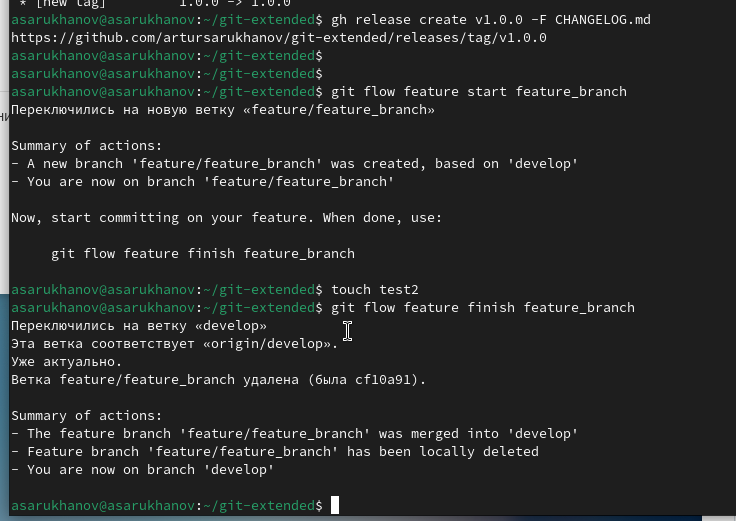 * [new tag]         1.0.0 -> 1.0.0
asarukhanov@asarukhanov:~/git-extended$ gh release create v1.0.0 -F CHANGELOG.md
https://github.com/artursarukhanov/git-extended/releases/tag/v1.0.0
asarukhanov@asarukhanov:~/git-extended$
asarukhanov@asarukhanov:~/git-extended$
asarukhanov@asarukhanov:~/git-extended$ git flow feature start feature_branch
Переключились на новую ветку «feature/feature_branch»
Summary of actions:
- A new branch 'feature/feature_branch' was created, based on 'develop'
- You are now on branch 'feature/feature_branch'
Now, start committing on your feature. When done, use:
git flow feature finish feature_branch
asarukhanov@asarukhanov:~/git-extended$ touch test2
asarukhanov@asarukhanov:~/git-extended$ git flow feature finish feature_branch
Переключились на ветку «develop»
Эта ветка соответствует «origin/develop».
Уже актуально.
Ветка feature/feature_branch удалена (была cf10a91).
Summary of actions:
- The feature branch 'feature/feature_branch' was merged into 'develop'
- Feature branch 'feature/feature_branch' has been locally deleted
- You are now on branch 'develop'
asarukhanov@asarukhanov:~/git-extended$